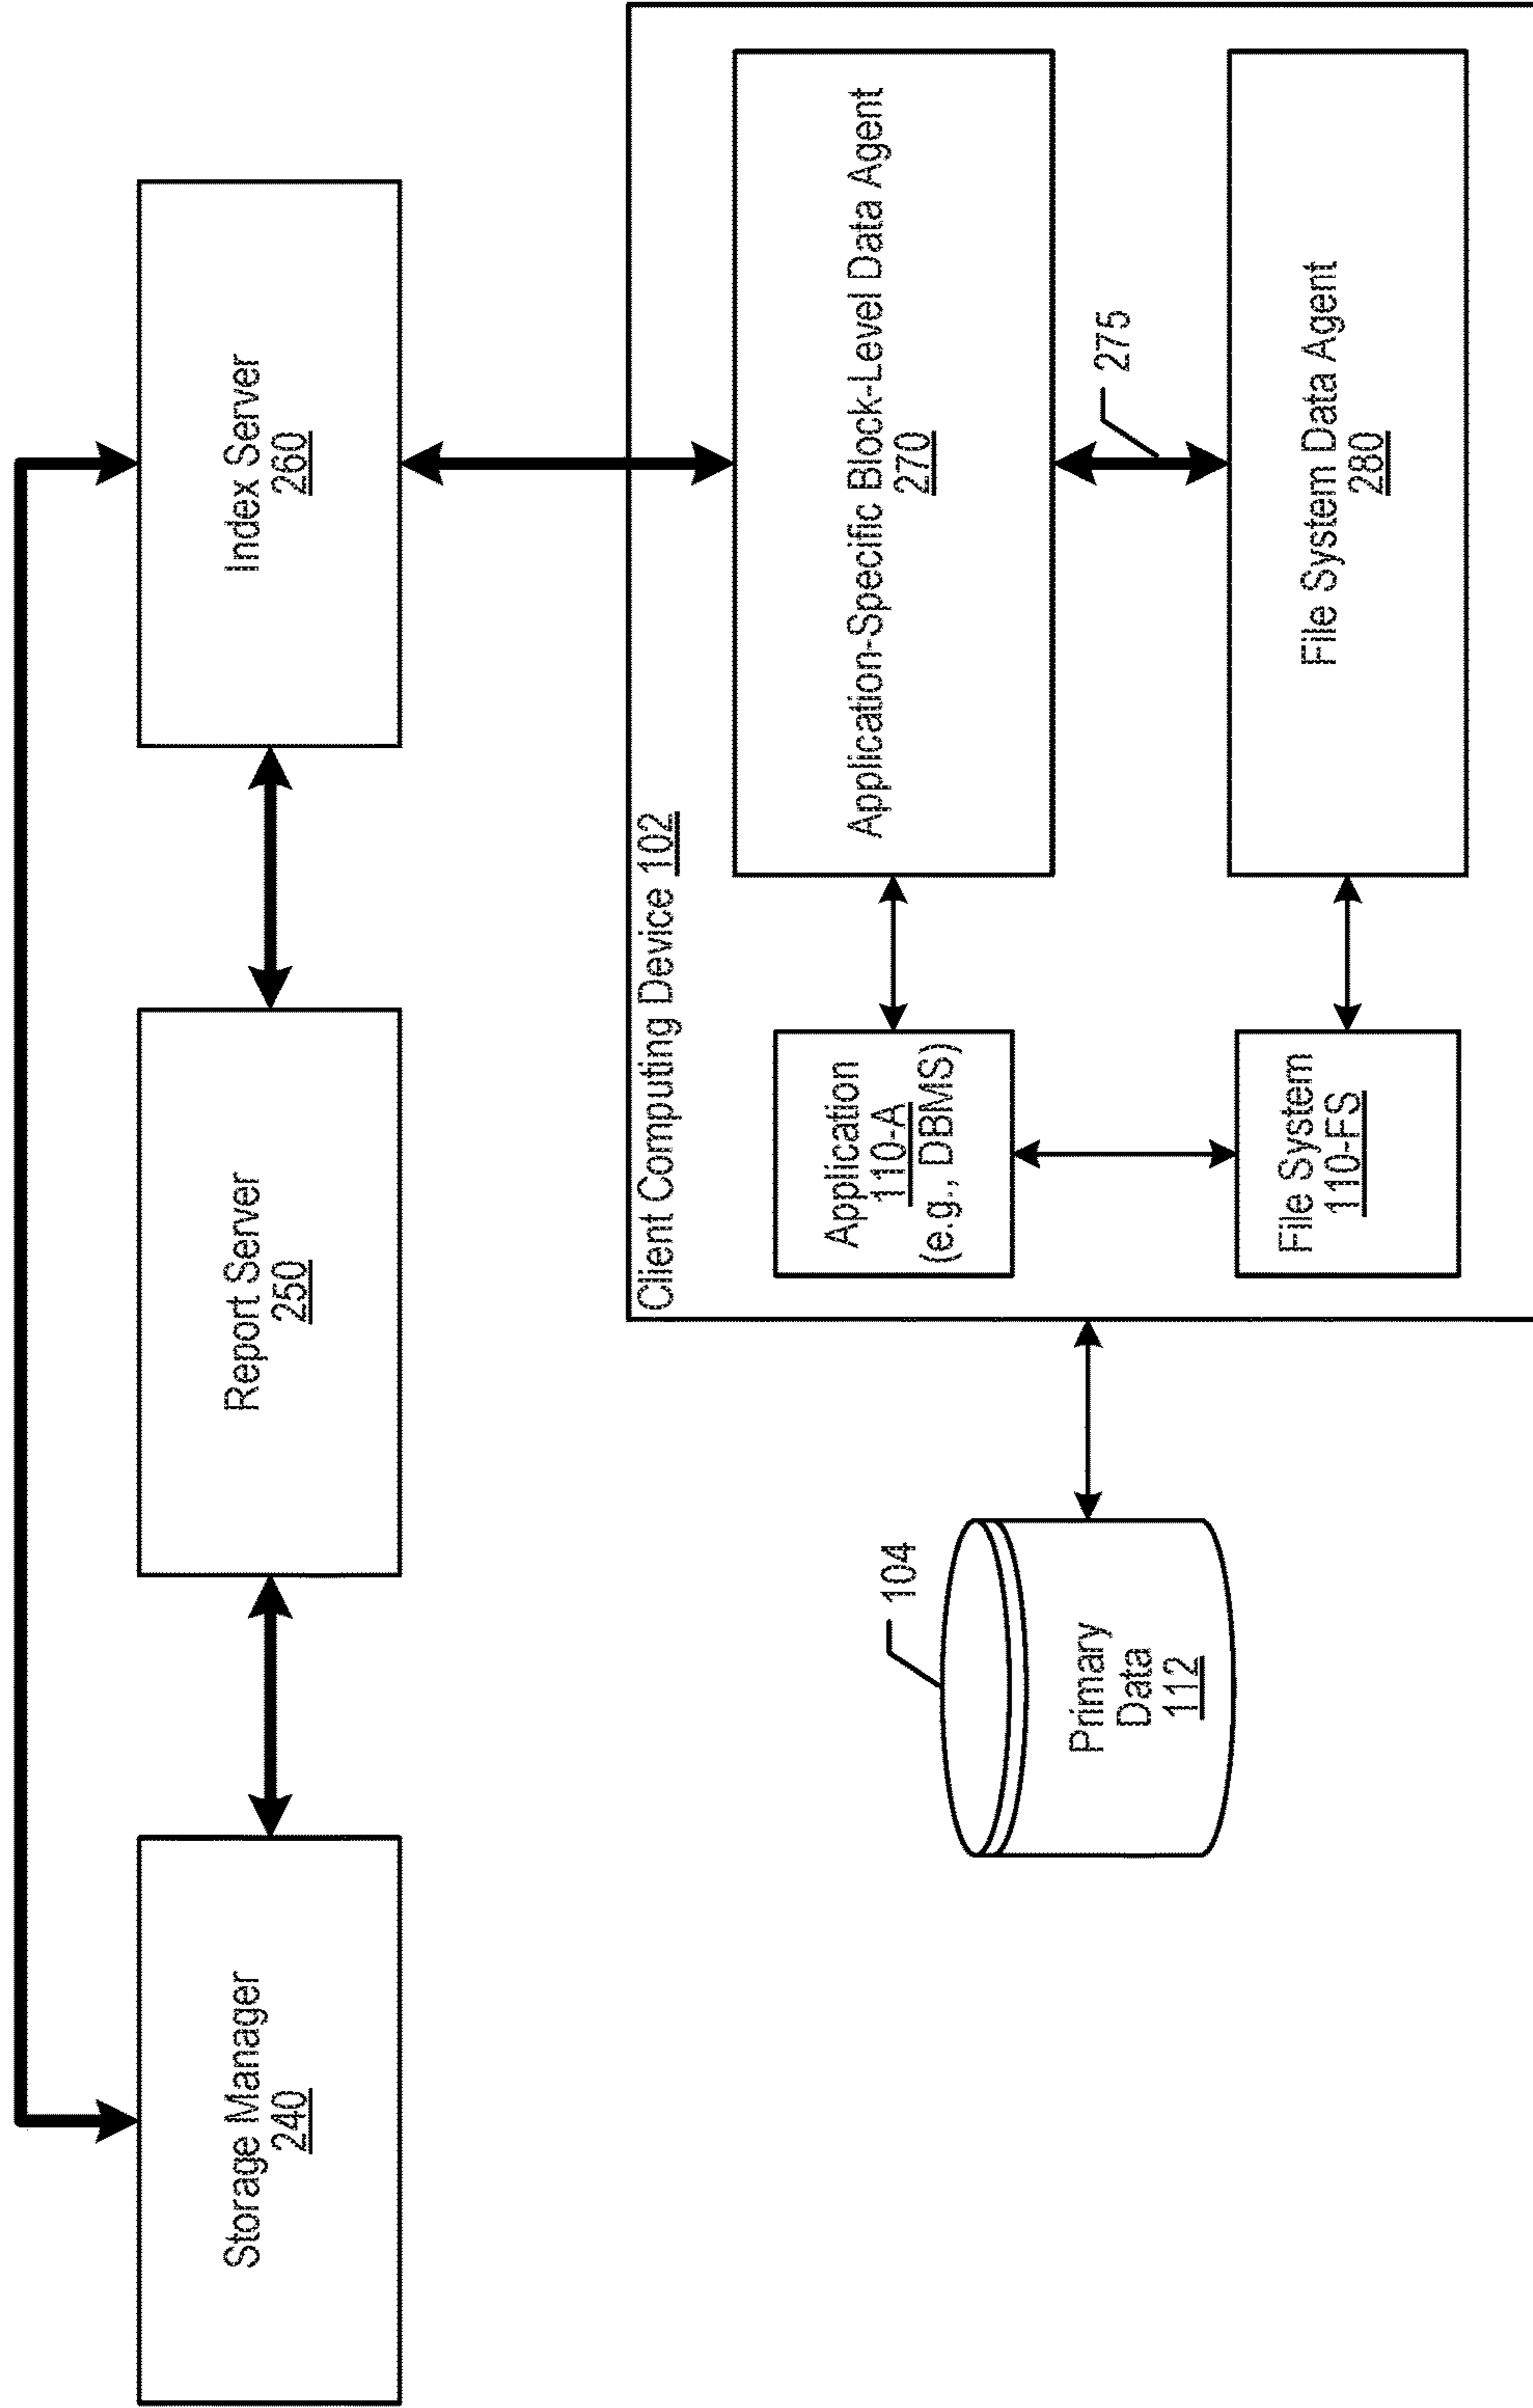 Storage Manager
240
Report Server
250
Index Server
260
Client Computing Device 102
Application
110-A
(e.g., DBMS)
Application-Specific Block-Level Data Agent
270
104
Primary
Data
112
275
File System
110-FS
File System Data Agent
280